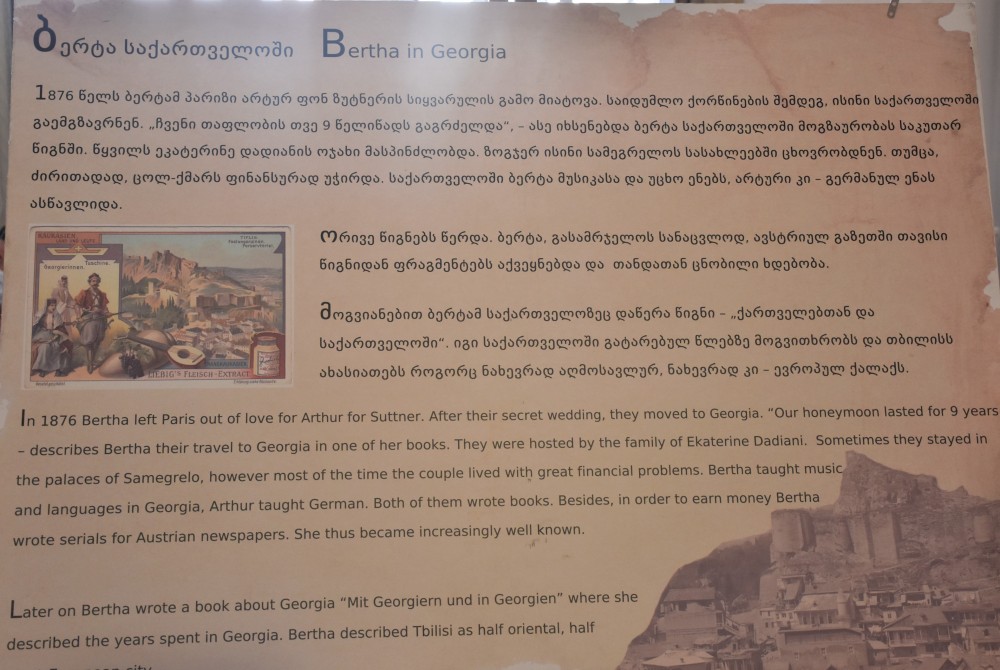 ბერტა საქართველოში Bertha in Georgia
1876 წელს ბერტამ პარიზი არტურ ფონ ზუტნერის სიყვარულის გამო მიატოვა. საიდუმლო ქორწინების შემდეგ, ისინი საქართველოში
გაემგზავრნენ. „ჩვენი თაფლობის თვე 9 წელიწადს გაგრძელდა“, – ასე იხსენებდა ბერტა საქართველოში მოგზაურობას საკუთარ
წიგნში. წყვილს ეკატერინე დადიანის ოჯახი მასპინძლობდა. ზოგჯერ ისინი სამეგრელოს სასახლეებში ცხოვრობდნენ. თუმცა,
ძირითადად, ცოლ-ქმარს ფინანსურად უჭირდა. საქართველოში ბერტა მუსიკასა და უცხო ენებს, არტური კი – გერმანულ ენას
ასწავლიდა.
KAUKASIEN
Georgierinnen. Tusschine.
TIFLIS
LIEBIG'S FLEISCH-EXTRACT
ორივე წიგნებს წერდა. ბერტა, გასამრჯელოს სანაცვლოდ, ავსტრიულ გაზეთში თავისი
წიგნიდან ფრაგმენტებს აქვეყნებდა და თანდათან ცნობილი ხდებობა.
მოგვიანებით ბერტამ საქართველოზეც დაწერა წიგნი – „ქართველებთან და
საქართველოში“. იგი საქართველოში გატარებულ წლებზე მოგვითხრობს და თბილისს
ახასიათებს როგორც ნახევრად აღმოსავლურ, ნახევრად კი – ევროპულ ქალაქს.
In 1876 Bertha left Paris out of love for Arthur for Suttner. After their secret wedding, they moved to Georgia. “Our honeymoon lasted for 9 years
– describes Bertha their travel to Georgia in one of her books. They were hosted by the family of Ekaterine Dadiani. Sometimes they stayed in
the palaces of Samegrelo, however most of the time the couple lived with great financial problems. Bertha taught music
and languages in Georgia, Arthur taught German. Both of them wrote books. Besides, in order to earn money Bertha
wrote serials for Austrian newspapers. She thus became increasingly well known.
Later on Bertha wrote a book about Georgia “Mit Georgiern und in Georgien” where she
described the years spent in Georgia. Bertha described Tbilisi as half oriental, half